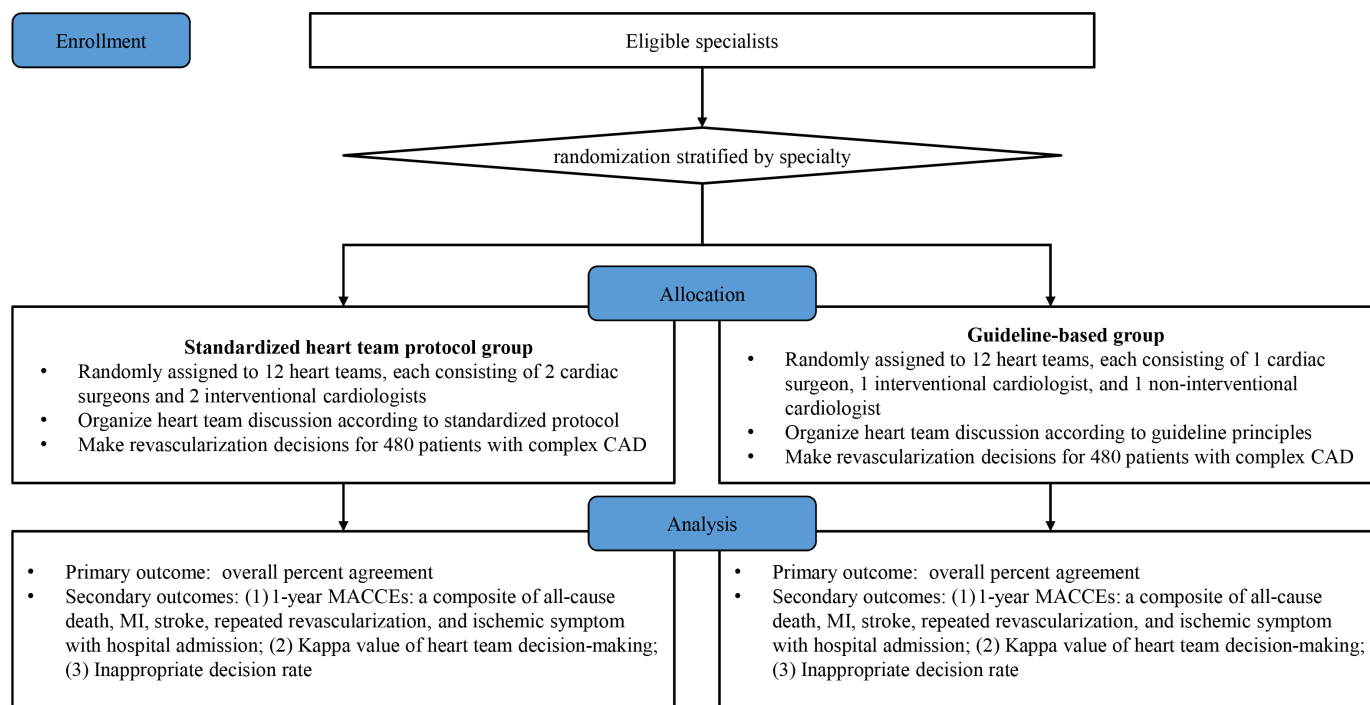 Enrollment
Eligible specialists
randomization stratified by specialty
Allocation
Standardized heart team protocol group
• Randomly assigned to 12 heart teams, each consisting of 2 cardiac
surgeons and 2 interventional cardiologists
• Organize heart team discussion according to standardized protocol
• Make revascularization decisions for 480 patients with complex CAD
Guideline-based group
• Randomly assigned to 12 heart teams, each consisting of 1 cardiac
surgeon, 1 interventional cardiologist, and 1 non-interventional
cardiologist
• Organize heart team discussion according to guideline principles
• Make revascularization decisions for 480 patients with complex CAD
Analysis
• Primary outcome: overall percent agreement
• Secondary outcomes: (1) 1-year MACCEs: a composite of all-cause
death, MI, stroke, repeated revascularization, and ischemic symptom
with hospital admission; (2) Kappa value of heart team decision-making;
(3) Inappropriate decision rate
• Primary outcome: overall percent agreement
• Secondary outcomes: (1) 1-year MACCEs: a composite of all-cause
death, MI, stroke, repeated revascularization, and ischemic symptom
with hospital admission; (2) Kappa value of heart team decision-making;
(3) Inappropriate decision rate